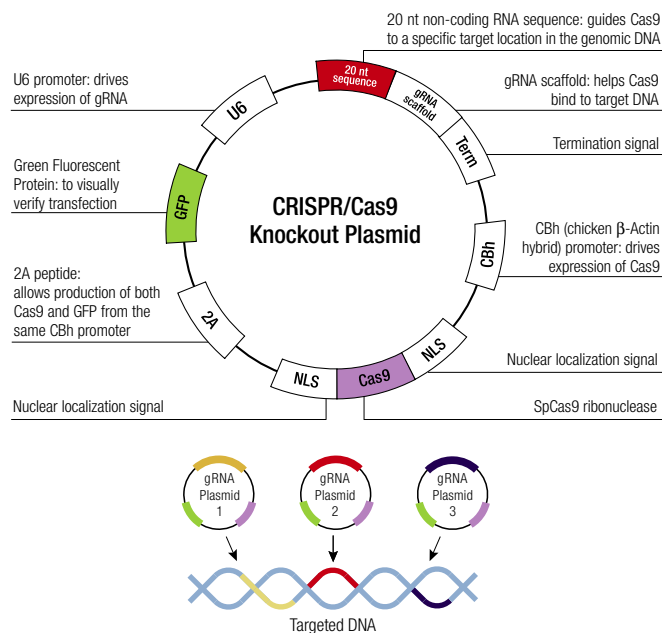 20 nt non-coding RNA sequence: guides Cas9
to a specific target location in the genomic DNA
U6 promoter: drives
expression of gRNA
U6
20 nt
sequence
gRNA
scaffold
Term
gRNA scaffold: helps Cas9
bind to target DNA
Termination signal
Green Fluorescent
Protein: to visually
verify transfection
GFP
CRISPR/Cas9
Knockout Plasmid
CBh
CBh (chicken β-Actin
hybrid) promoter: drives
expression of Cas9
2A peptide:
allows production of both
Cas9 and GFP from the
same CBh promoter
2A
NLS
Cas9
NLS
Nuclear localization signal
Nuclear localization signal
SpCas9 ribonuclease
gRNA
Plasmid
1
gRNA
Plasmid
2
gRNA
Plasmid
3
Targeted DNA